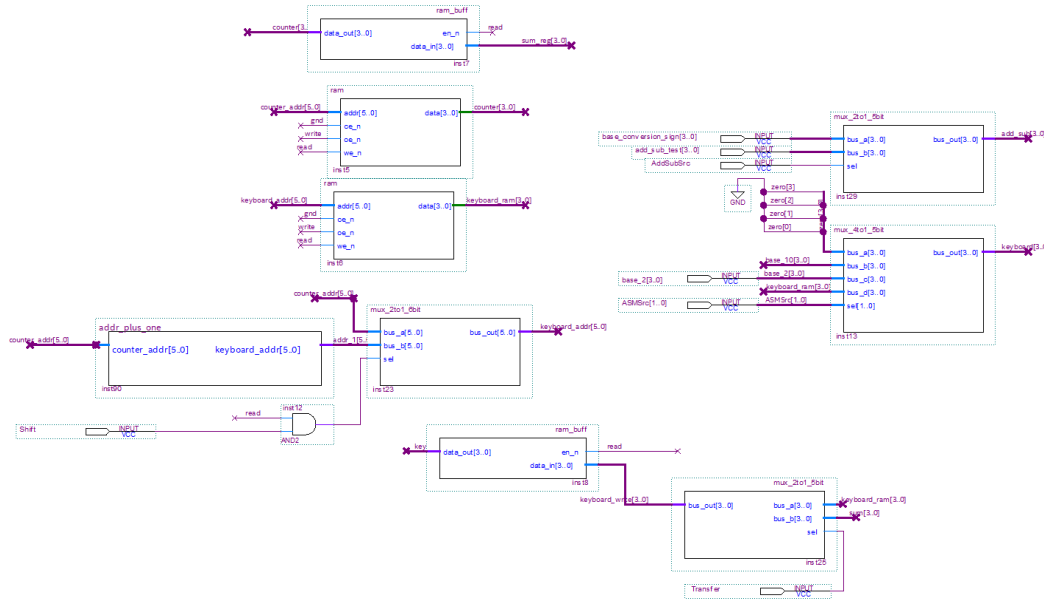 ram_buff
counter[3..
data_out[3..0]
en_n
read
data_in[3..0]
sum_reg[3..0]
inst7
ram
counter_addr[5..0]
addr[5..0]
data[3..0]
counter[3..0]
gnd
oe_n
write
oe_n
read
we_n
inst5
ram
keyboard_addr[5..0]
addr[5..0]
data[3..0]
keyboard_ram[3..0]
gnd
oe_n
write
oe_n
read
we_n
inst6
mux_2to1_5bit
base_conversion_sign[3..0]
INPUT
VCC
bus_a[3..0]
bus_out[3..0]
add_sub_test[3..0]
INPUT
VCC
bus_b[3..0]
AddSubSrc
INPUT
VCC
sel
inst29
GND
zero[3]
zero[2]
zero[1]
zero[0]
mux_4to1_5bit
bus_a[3..0]
bus_out[3..0]
base_10[3..0]
bus_b[3..0]
base_2[3..0]
INPUT
VCC
base_2[3..0]
bus_c[3..0]
keyboard_ram[3..0]
bus_d[3..0]
ASMSrc[1..0]
INPUT
VCC
ASMSrc[1..0]
sel[1..0]
inst13
counter_addr[5..0]
mux_2to1_6bit
bus_a[5..0]
bus_out[5..0]
keyboard_addr[5..0]
bus_b[5..0]
sel
inst23
addr_plus_one
counter_addr[5..0]
counter_addr[5..0]
keyboard_addr[5..0]
addr_1[5..
inst90
inst12
read
AND2
Shift
INPUT
VCC
ram_buff
key
data_out[3..0]
en_n
read
data_in[3..0]
inst8
keyboard_write[3..0]
mux_2to1_5bit
bus_out[3..0]
bus_a[3..0]
keyboard_ram[3..0]
bus_b[3..0]
sum[3..0]
sel
inst25
Transfer
INPUT
VCC